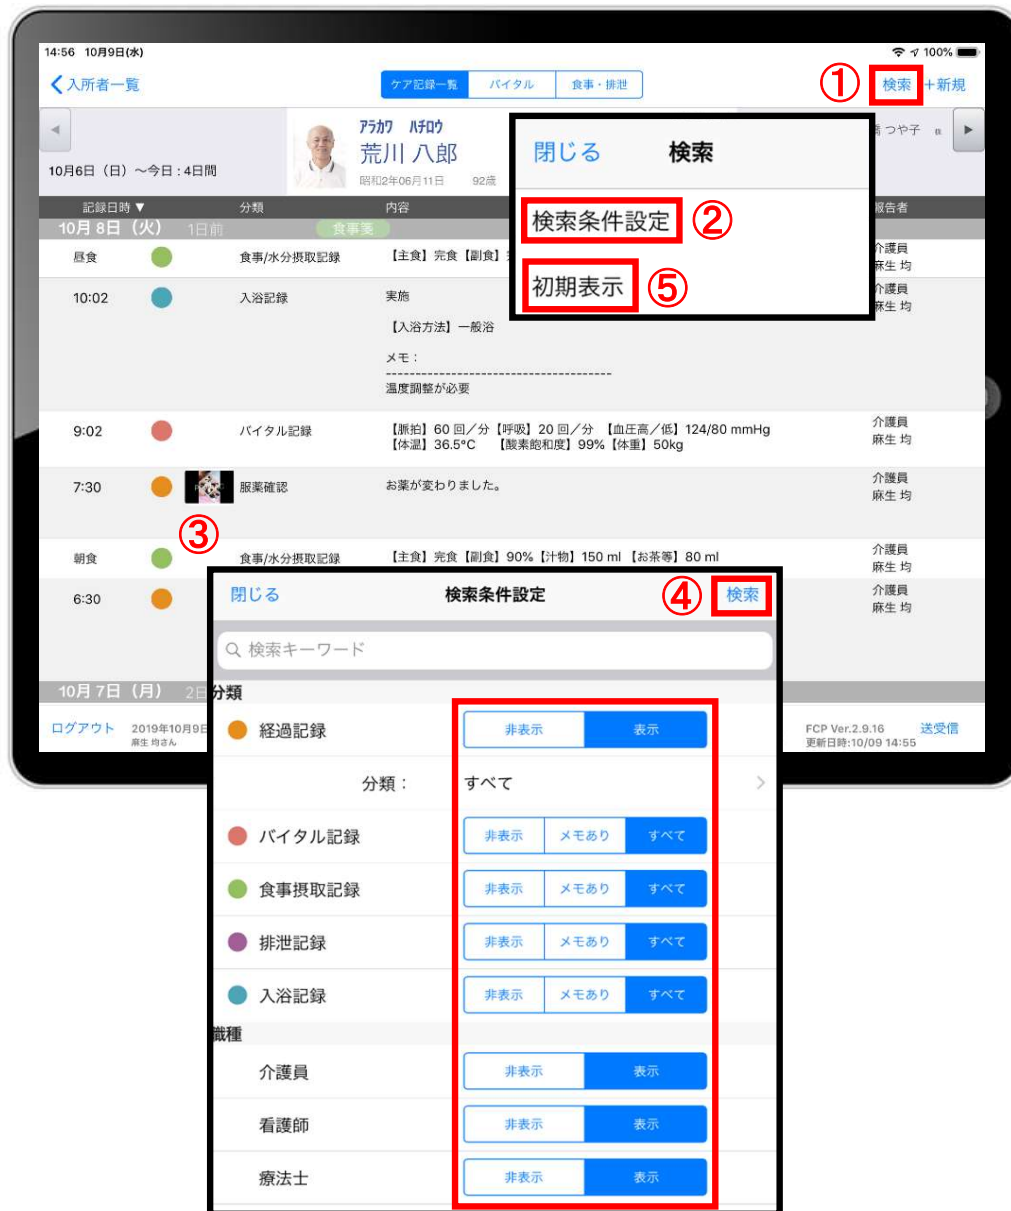 14:56 10月9日(水)
100%
入所者一覧
ケア記録一覧 バイタル 食事・排泄
① 検索 +新規
アラカワ ハチロウ
荒川 八郎
つや子
10月6日（日）～今日：4日間
昭和2年06月11日 92歳
閉じる 検索
検索条件設定 ②
初期表示 ⑤
記録日時▼ 分類 内容 報告者
10月 8日（火） 1日前 食事箋
昼食 食事/水分摂取記録 【主食】完食【副食】 介護員
麻生 均
10:02 入浴記録 実施 介護員
麻生 均
【入浴方法】一般浴
メモ：
--------------------------------------
温度調整が必要
9:02 バイタル記録 【脈拍】60 回／分【呼吸】20 回／分 【血圧高／低】124/80 mmHg 介護員
【体温】36.5°C 【酸素飽和度】99%【体重】50kg 麻生 均
7:30 服薬確認 お薬が変わりました。 介護員
麻生 均
③
朝食 食事/水分摂取記録 【主食】完食【副食】90%【汁物】150 ml 【お茶等】80 ml 介護員
麻生 均
6:30 介護員
麻生 均
10月 7日（月） 2日
ログアウト 2019年10月9日
麻生 均さん
FCP Ver.2.9.16 送受信
更新日時:10/09 14:55
閉じる 検索条件設定 ④ 検索
検索キーワード
分類
経過記録 非表示 表示
分類： すべて
バイタル記録 非表示 メモあり すべて
食事摂取記録 非表示 メモあり すべて
排泄記録 非表示 メモあり すべて
入浴記録 非表示 メモあり すべて
職種
介護員 非表示 表示
看護師 非表示 表示
療法士 非表示 表示